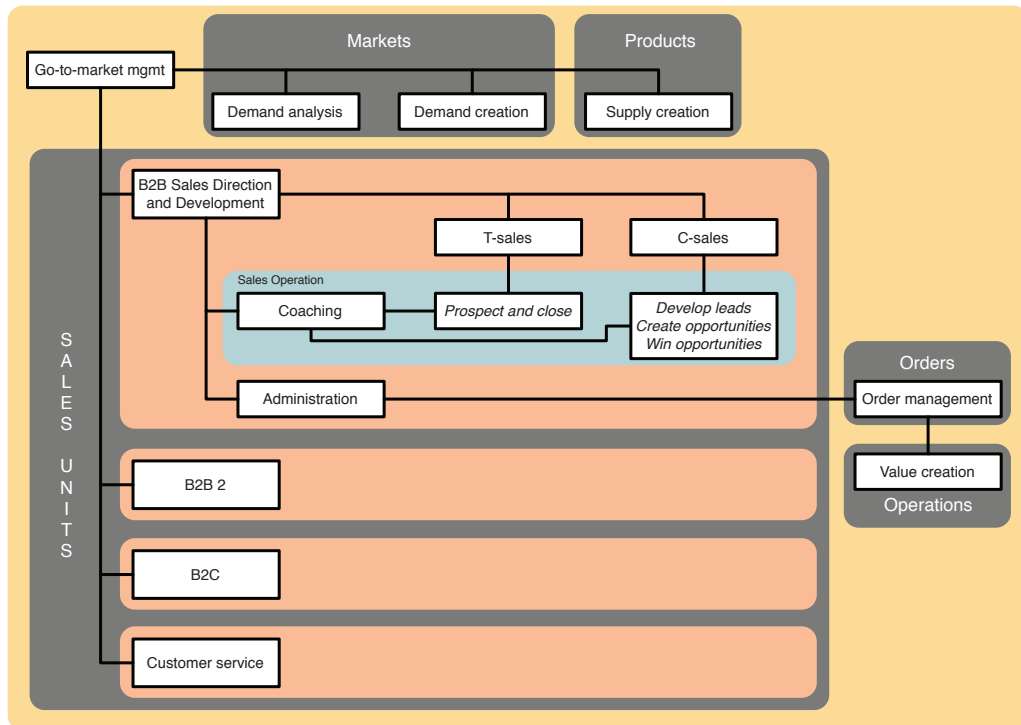 Markets
Products
Go-to-market mgmt
Demand analysis
Demand creation
Supply creation
B2B Sales Direction
and Development
T-sales
C-sales
Sales Operation
Coaching
Prospect and close
Develop leads
Create opportunities
Win opportunities
SALES UNITS
Orders
Administration
Order management
Value creation
Operations
B2B 2
B2C
Customer service